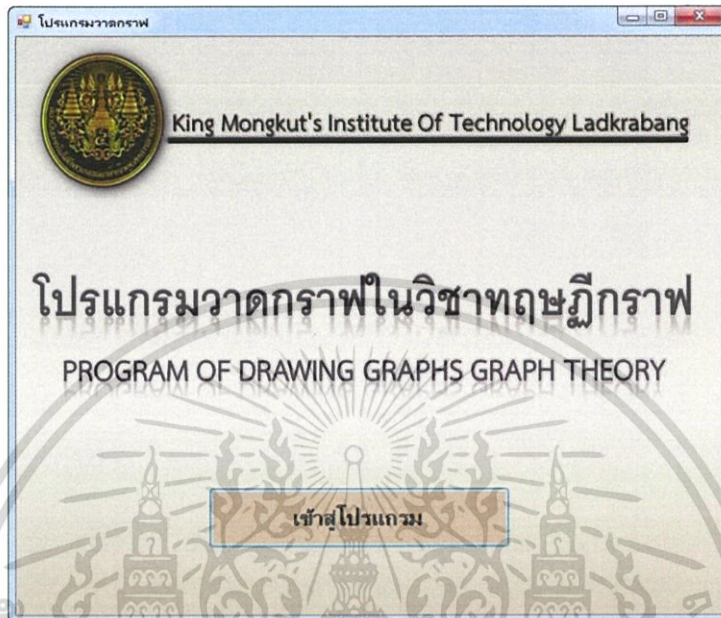 โปรแกรมวาดกราฟ
King Mongkut's Institute Of Technology Ladkrabang
โปรแกรมวาดกราฟในวิชาทฤษฎีกราฟ
PROGRAM OF DRAWING GRAPHS GRAPH THEORY
เข้าสู่โปรแกรม